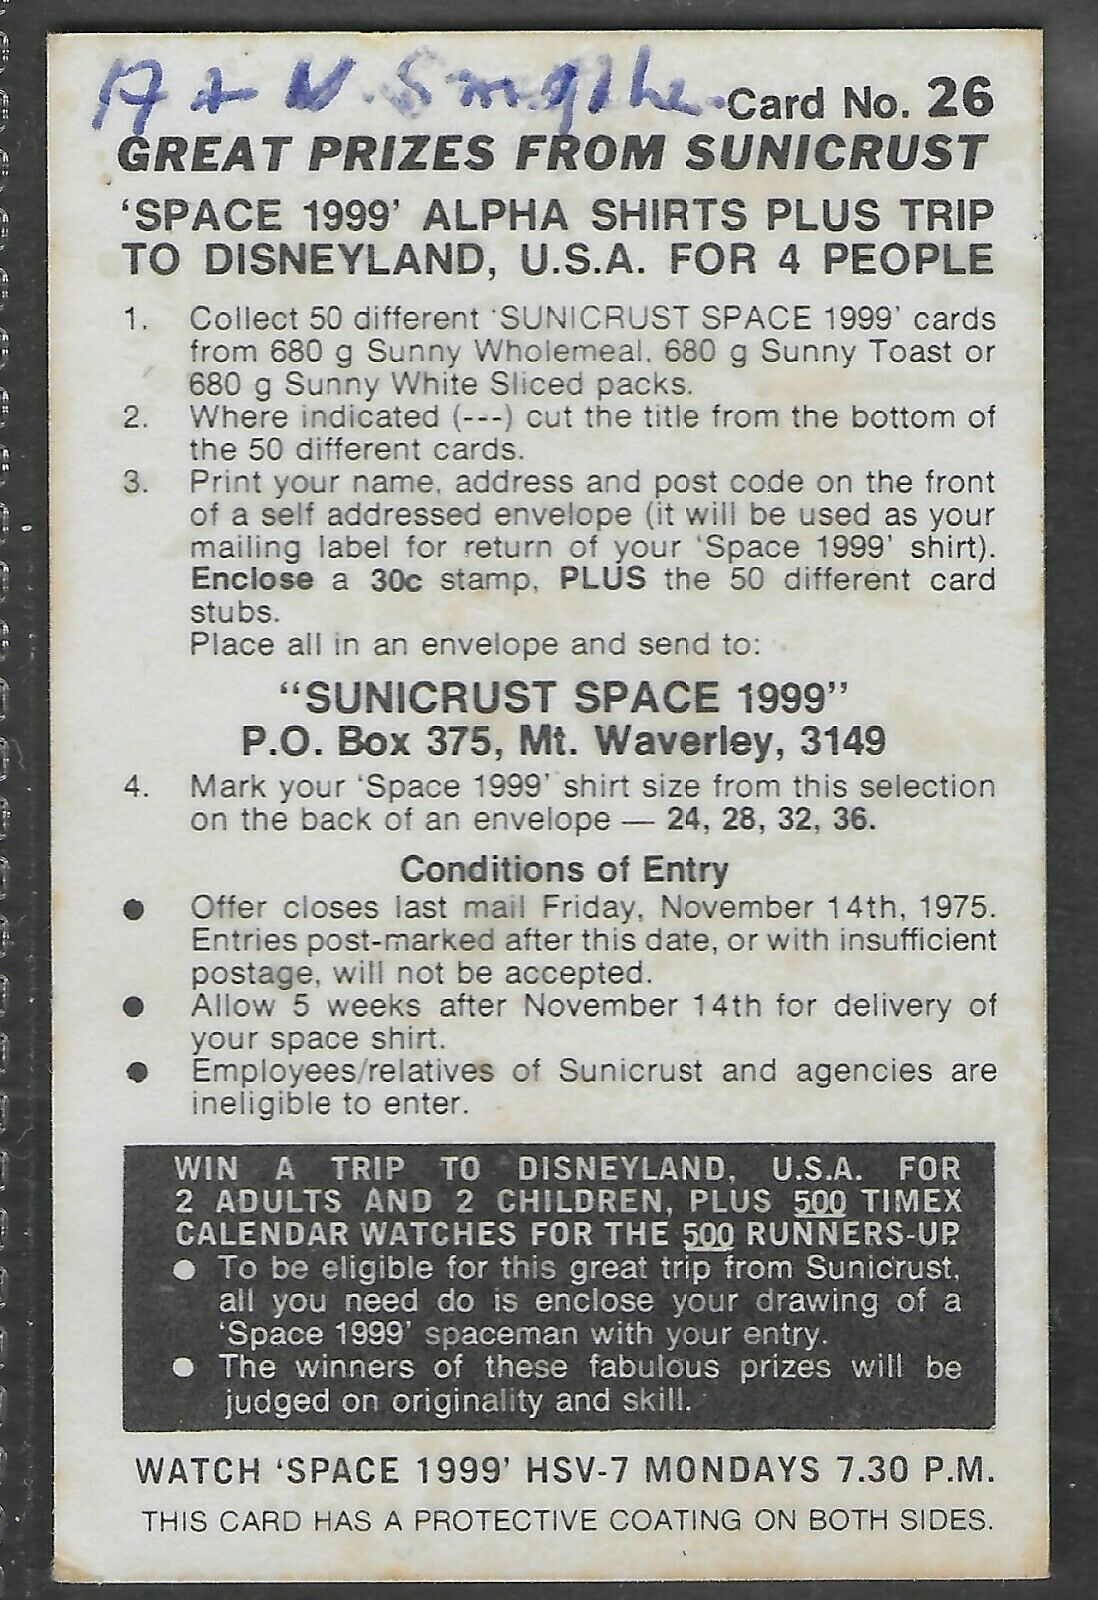 Card No. 26
GREAT PRIZES FROM SUNICRUST
'SPACE 1999' ALPHA SHIRTS PLUS TRIP
TO DISNEYLAND, U.S.A. FOR 4 PEOPLE
1. Collect 50 different 'SUNICRUST SPACE 1999' cards
from 680 g Sunny Wholemeal, 680 g Sunny Toast or
680 g Sunny White Sliced packs.
2. Where indicated (---) cut the title from the bottom of
the 50 different cards.
3. Print your name, address and post code on the front
of a self addressed envelope (it will be used as your
mailing label for return of your 'Space 1999' shirt).
Enclose a 30c stamp, PLUS the 50 different card
stubs.
Place all in an envelope and send to:
"SUNICRUST SPACE 1999"
P.O. Box 375, Mt. Waverley, 3149
4. Mark your 'Space 1999' shirt size from this selection
on the back of an envelope — 24, 28, 32, 36.
Conditions of Entry
● Offer closes last mail Friday, November 14th, 1975.
Entries post-marked after this date, or with insufficient
postage, will not be accepted.
● Allow 5 weeks after November 14th for delivery of
your space shirt.
● Employees/relatives of Sunicrust and agencies are
ineligible to enter.
WIN A TRIP TO DISNEYLAND, U.S.A. FOR
2 ADULTS AND 2 CHILDREN, PLUS 500 TIMEX
CALENDAR WATCHES FOR THE 500 RUNNERS-UP.
● To be eligible for this great trip from Sunicrust,
all you need do is enclose your drawing of a
'Space 1999' spaceman with your entry.
● The winners of these fabulous prizes will be
judged on originality and skill.
WATCH 'SPACE 1999' HSV-7 MONDAYS 7.30 P.M.
THIS CARD HAS A PROTECTIVE COATING ON BOTH SIDES.